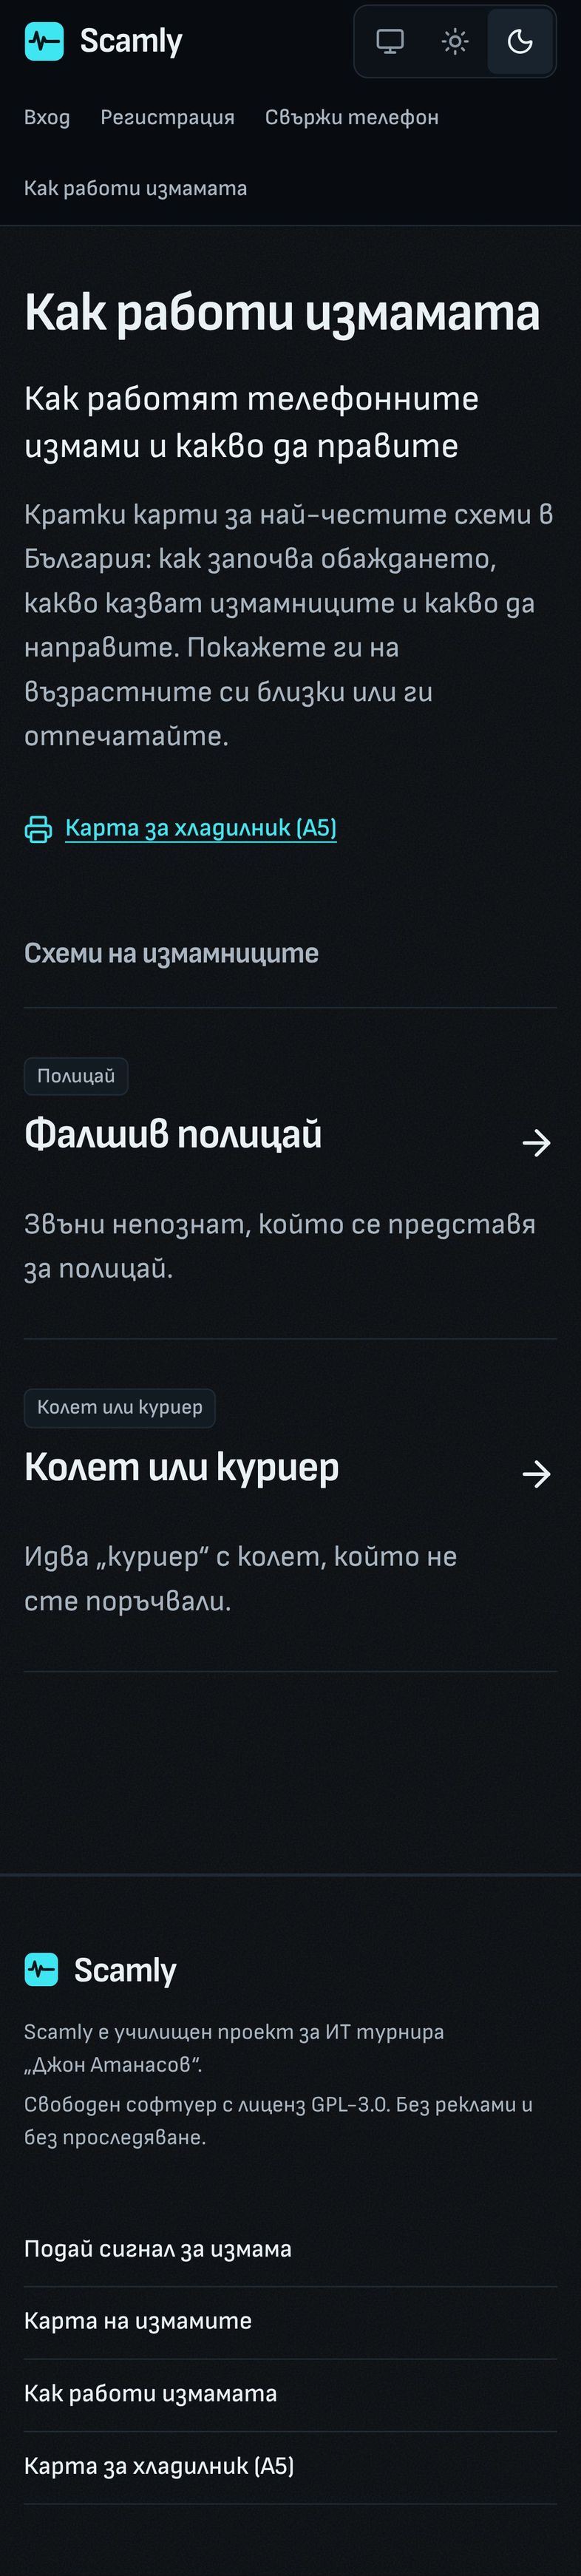 Scamly
Вход Регистрация Свържи телефон
Как работи измамата
Как работи измамата
Как работят телефонните
измами и какво да правите
Кратки карти за най-честите схеми в
България: как започва обаждането,
какво казват измамниците и какво да
направите. Покажете ги на
възрастните си близки или ги
отпечатайте.
Карта за хладилник (А5)
Схеми на измамниците
Полицай
Фалшив полицай
Звъни непознат, който се представя
за полицай.
Колет или куриер
Колет или куриер
Идва „куриер“ с колет, който не
сте поръчвали.
Scamly
Scamly е училищен проект за ИТ турнира
„Джон Атанасов“.
Свободен софтуер с лиценз GPL-3.0. Без реклами и
без проследяване.
Подай сигнал за измама
Карта на измамите
Как работи измамата
Карта за хладилник (А5)